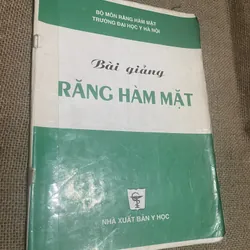 BỘ MÔN RĂNG HÀM MẶT
TRƯỜNG ĐẠI HỌC Y HÀ NỘI
Bài giảng
RĂNG HÀM MẶT
NHÀ XUẤT BẢN Y HỌC